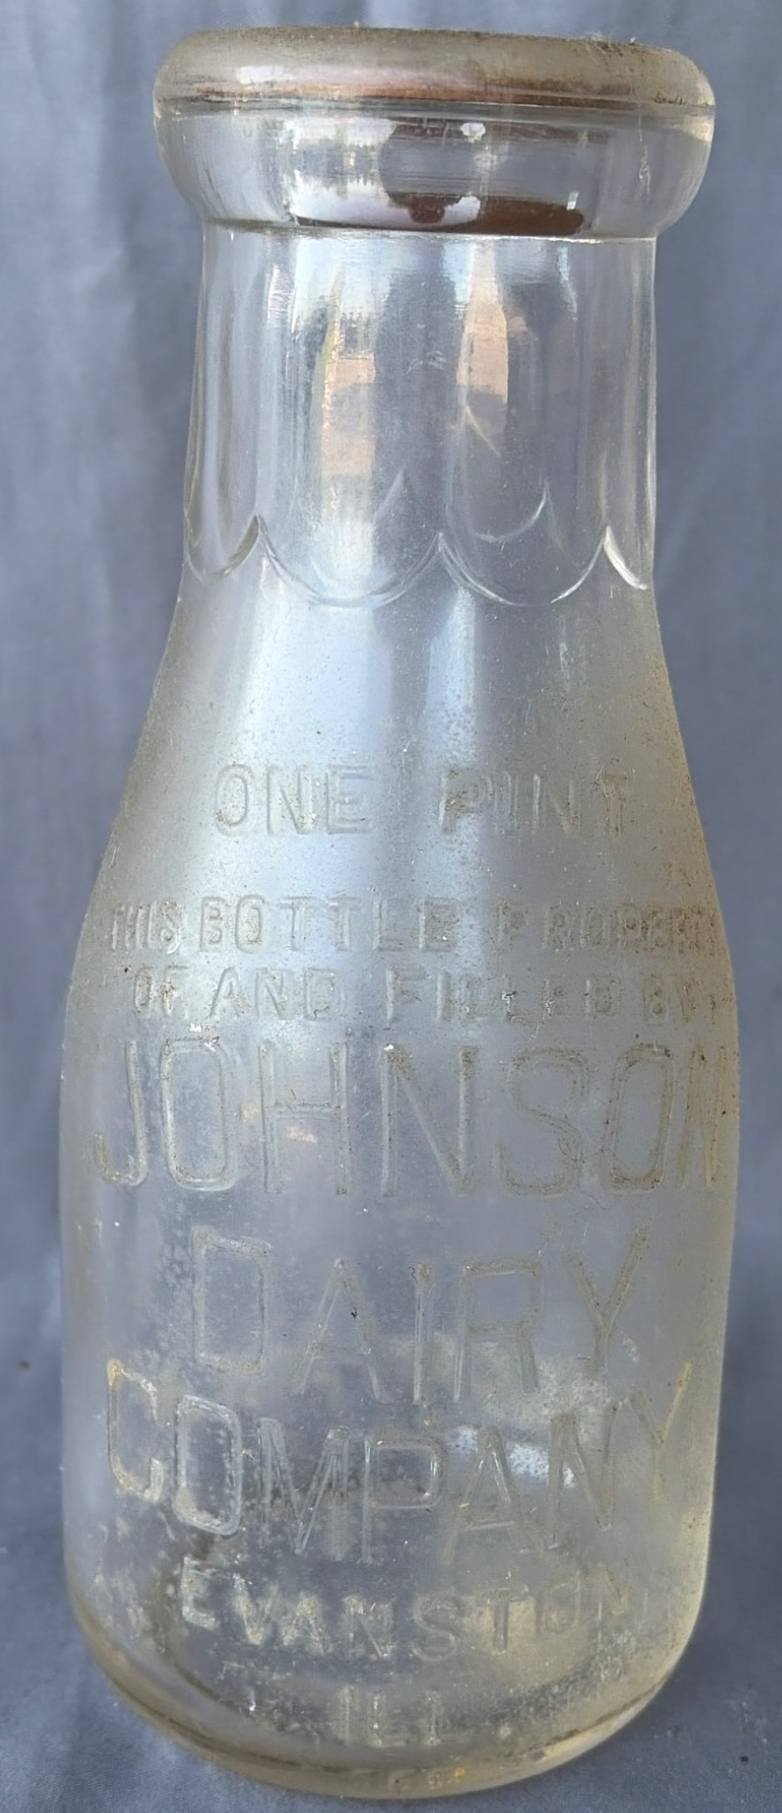 ONE PINT
THIS BOTTLE PROPERTY
OF AND FILLED BY
JOHNSON
DAIRY
COMPANY
EVANSTON
ILL.